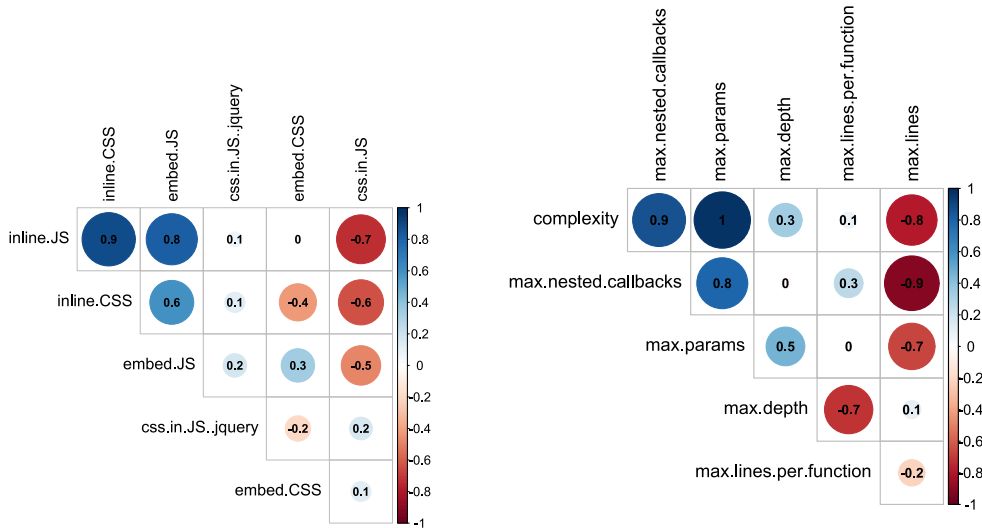 inline.CSS
embed.JS
css.in.JS..jquery
embed.CSS
css.in.JS
inline.JS 0.9 0.8 0.1 0 -0.7
inline.CSS 0.6 0.1 -0.4 -0.6
embed.JS 0.2 0.3 -0.5
css.in.JS..jquery -0.2 0.2
embed.CSS 0.1
1
0.8
0.6
0.4
0.2
0
-0.2
-0.4
-0.6
-0.8
-1
max.nested.callbacks
max.params
max.depth
max.lines.per.function
max.lines
complexity 0.9 1 0.3 0.1 -0.8
max.nested.callbacks 0.8 0 0.3 -0.9
max.params 0.5 0 -0.7
max.depth -0.7 0.1
max.lines.per.function -0.2
1
0.8
0.6
0.4
0.2
0
-0.2
-0.4
-0.6
-0.8
-1